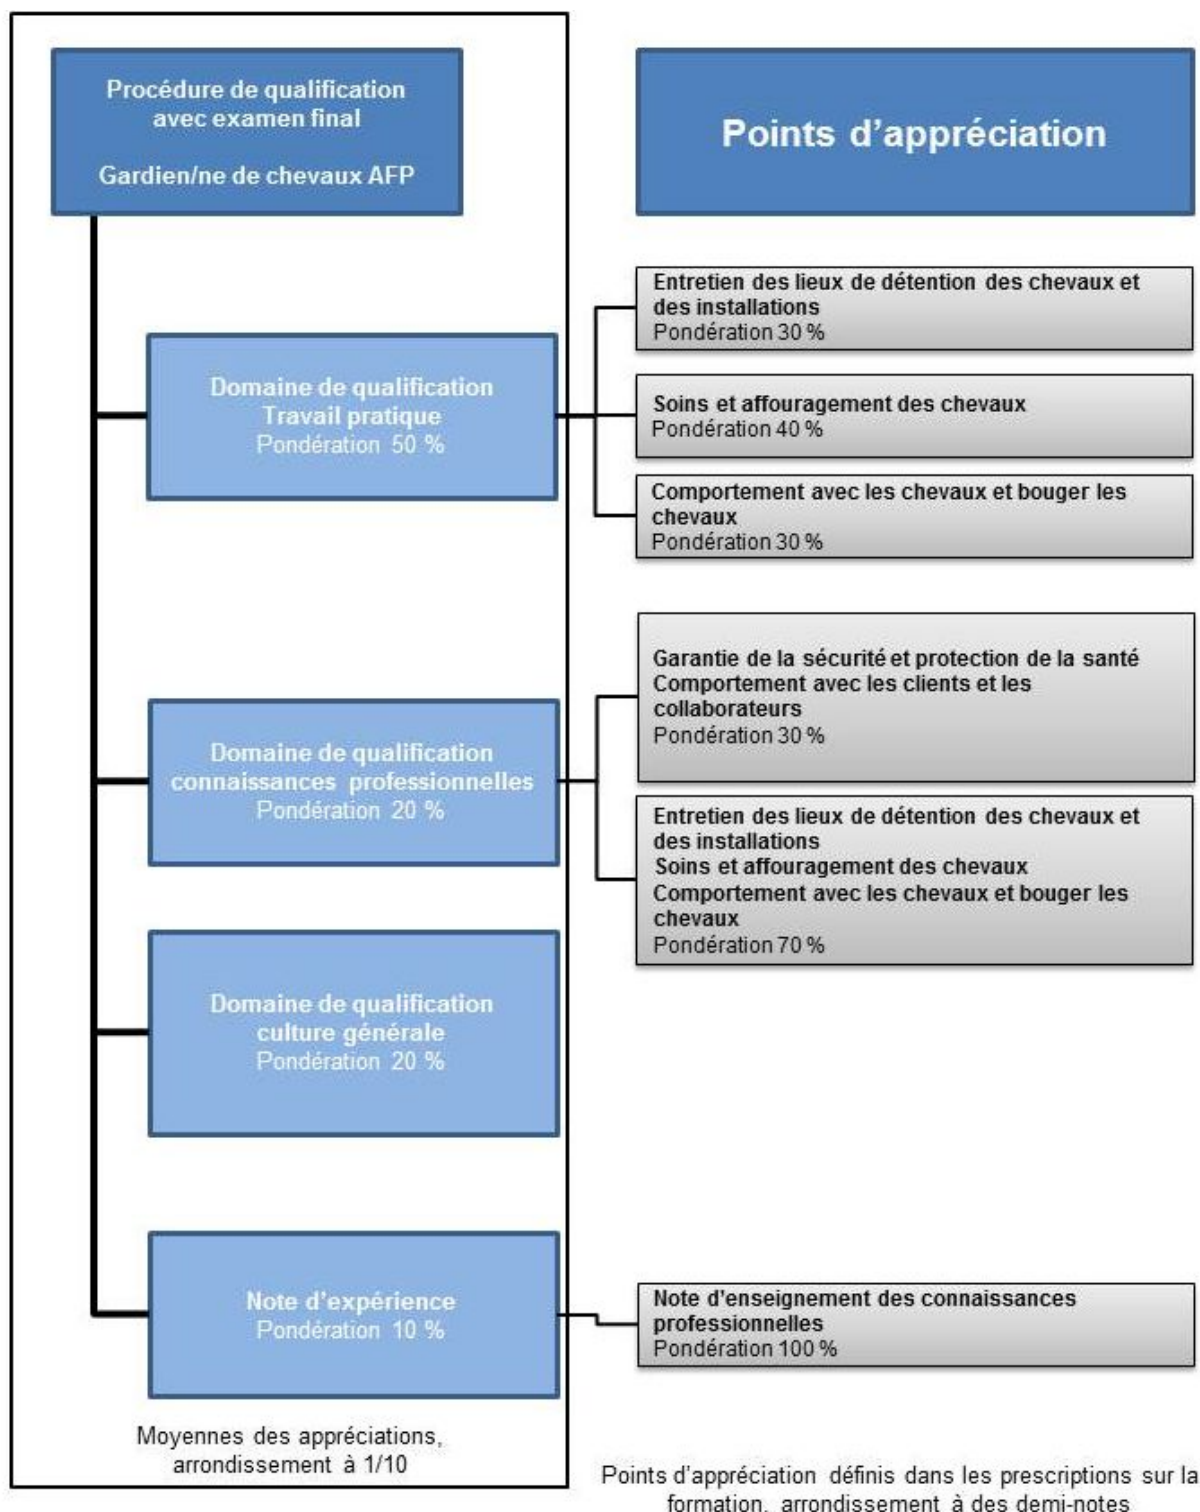 Procédure de qualification
avec examen final
Gardien/ne de chevaux AFP
Points d'appréciation
Domaine de qualification
Travail pratique
Pondération 50 %
Entretien des lieux de détention des chevaux et
des installations
Pondération 30 %
Soins et affouragement des chevaux
Pondération 40 %
Comportement avec les chevaux et bouger les
chevaux
Pondération 30 %
Domaine de qualification
connaissances professionnelles
Pondération 20 %
Garantie de la sécurité et protection de la santé
Comportement avec les clients et les
collaborateurs
Pondération 30 %
Entretien des lieux de détention des chevaux et
des installations
Soins et affouragement des chevaux
Comportement avec les chevaux et bouger les
chevaux
Pondération 70 %
Domaine de qualification
culture générale
Pondération 20 %
Note d'expérience
Pondération 10 %
Note d'enseignement des connaissances
professionnelles
Pondération 100 %
Moyennes des appréciations,
arrondissement à 1/10
Points d'appréciation définis dans les prescriptions sur la
formation, arrondissement à des demi-notes